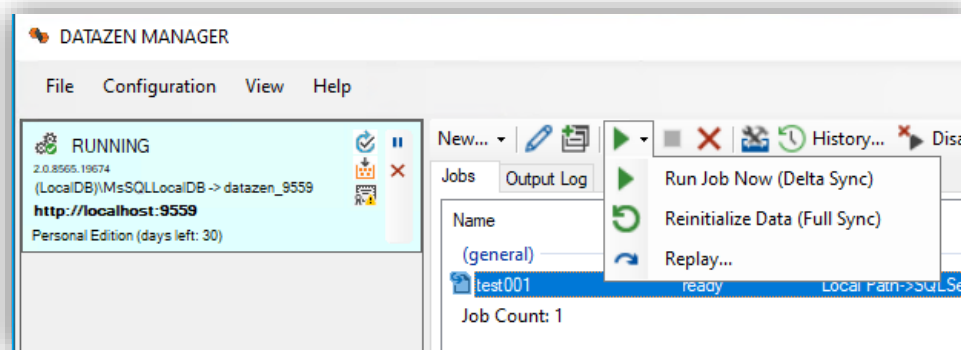 DATAZEN MANAGER
File Configuration View Help
RUNNING
2.0.8565.19674
(LocalDB)\MsSQLLocalDB -> datazen_9559
http://localhost:9559
Personal Edition (days left: 30)
New... History... Disa
Jobs Output Log
Run Job Now (Delta Sync)
Reinitialize Data (Full Sync)
Replay...
Name
(general)
test001 ready Local Path->SQLSe
Job Count: 1